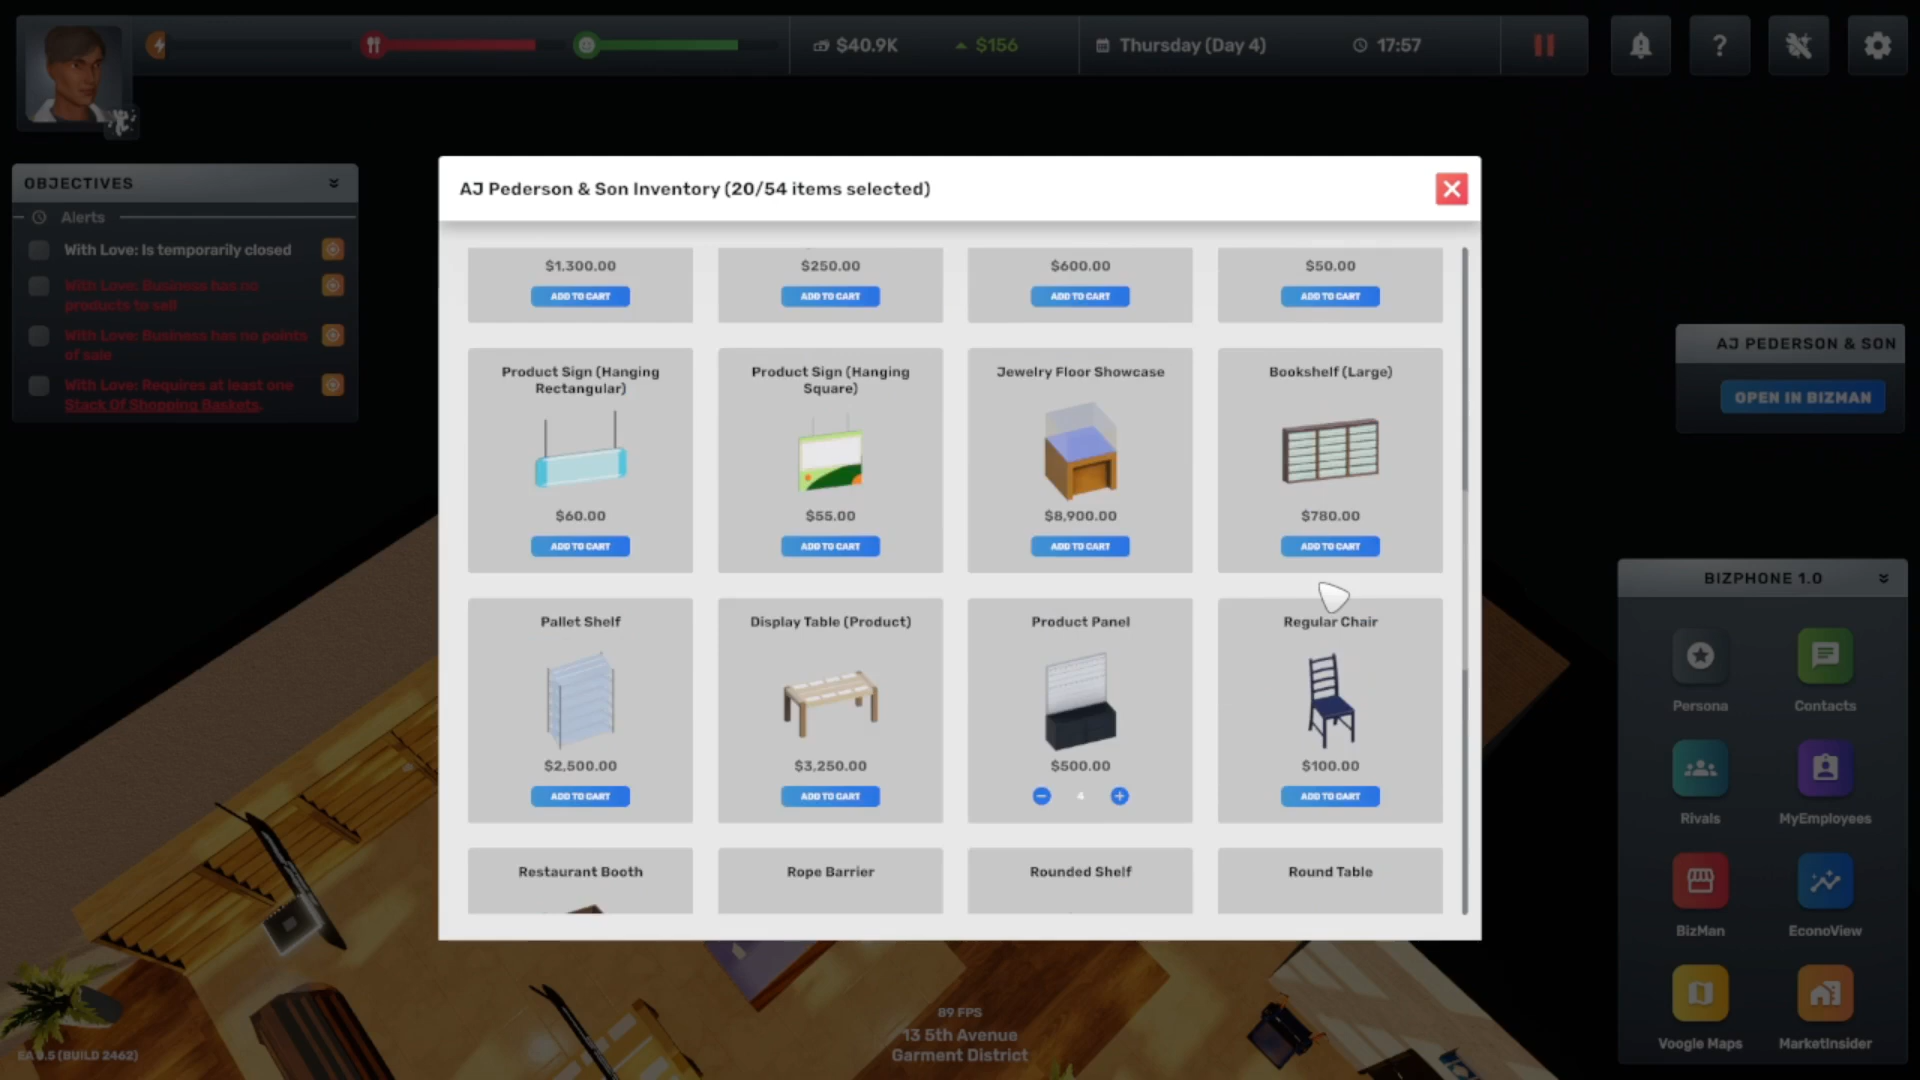 $40.9K
$156
Thursday (Day 4)
17:57
?
OBJECTIVES
Alerts
With Love: Is temporarily closed
With Love: Business has no
products to sell
With Love: Business has no points
of sale
With Love: Requires at least one
Stack Of Shopping Baskets.
AJ Pederson & Son Inventory (20/54 items selected)
$1,300.00
$250.00
$600.00
$50.00
ADD TO CART
ADD TO CART
ADD TO CART
ADD TO CART
Product Sign (Hanging
Rectangular)
Product Sign (Hanging
Square)
Jewelry Floor Showcase
Bookshelf (Large)
$60.00
$55.00
$8,900.00
$780.00
ADD TO CART
ADD TO CART
ADD TO CART
ADD TO CART
Pallet Shelf
Display Table (Product)
Product Panel
Regular Chair
$2,500.00
$3,250.00
$500.00
$100.00
ADD TO CART
ADD TO CART
4
ADD TO CART
Restaurant Booth
Rope Barrier
Rounded Shelf
Round Table
AJ PEDERSON & SON
OPEN IN BIZMAN
BIZPHONE 1.0
Persona
Contacts
Rivals
MyEmployees
BizMan
EconoView
Voogle Maps
MarketInsider
89 FPS
13 5th Avenue
Garment District
EA 0.5 (BUILD 2462)